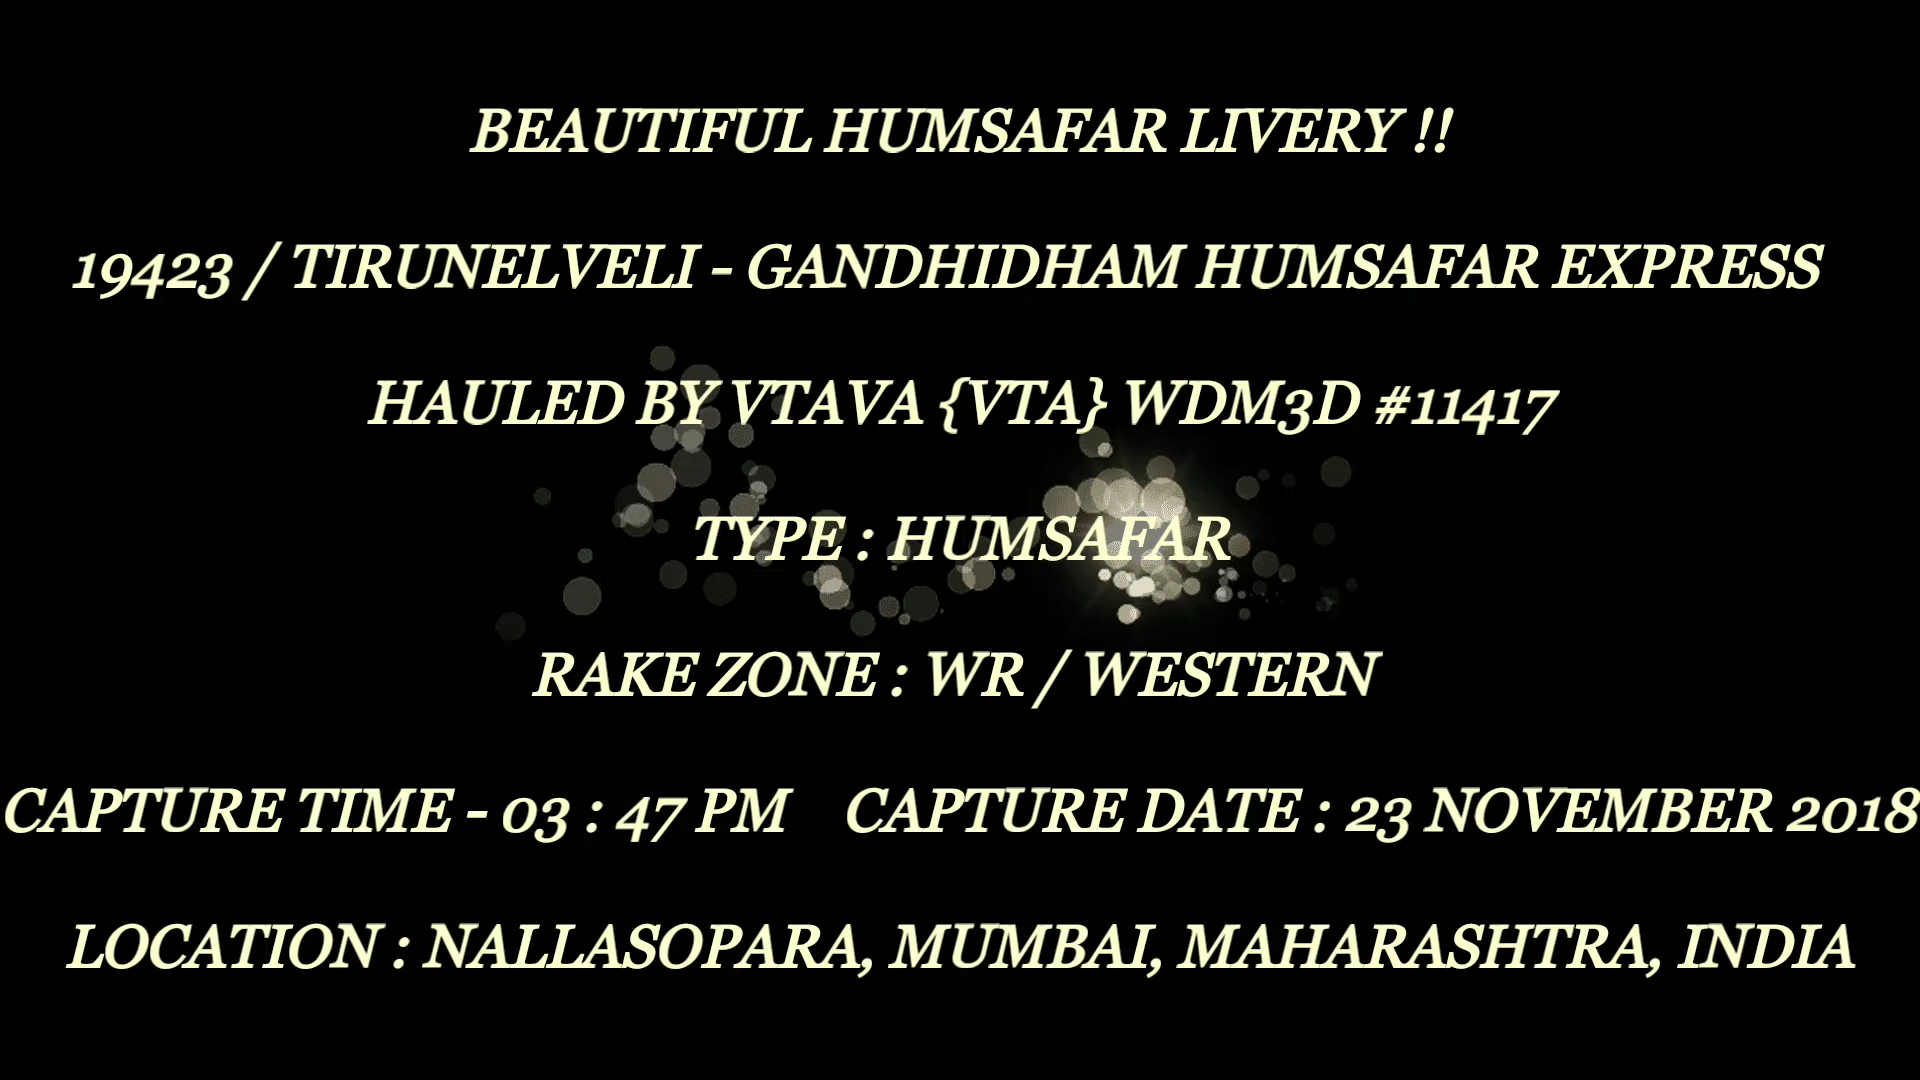 BEAUTIFUL HUMSAFAR LIVERY !!
19423 / TIRUNELVELI - GANDHIDHAM HUMSAFAR EXPRESS
HAULED BY VTAVA {VTA} WDM3D #11417
TYPE : HUMSAFAR
RAKE ZONE : WR / WESTERN
CAPTURE TIME - 03 : 47 PM    CAPTURE DATE : 23 NOVEMBER 2018
LOCATION : NALLASOPARA, MUMBAI, MAHARASHTRA, INDIA